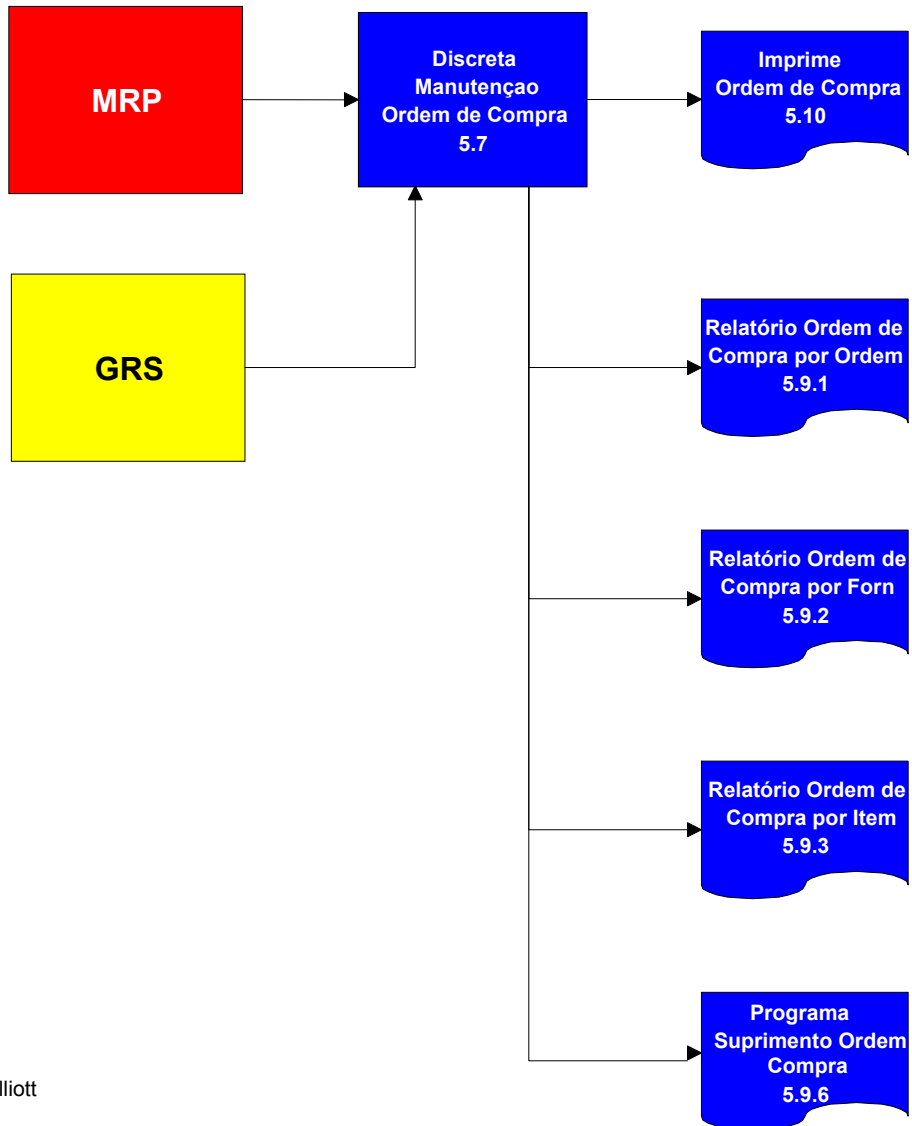 MRP
Discreta
Manutençao
Ordem de Compra
5.7
Imprime
Ordem de Compra
5.10
GRS
Relatório Ordem de
Compra por Ordem
5.9.1
Relatório Ordem de
Compra por Forn
5.9.2
Relatório Ordem de
Compra por Item
5.9.3
Programa
Suprimento Ordem
Compra
5.9.6
lliott